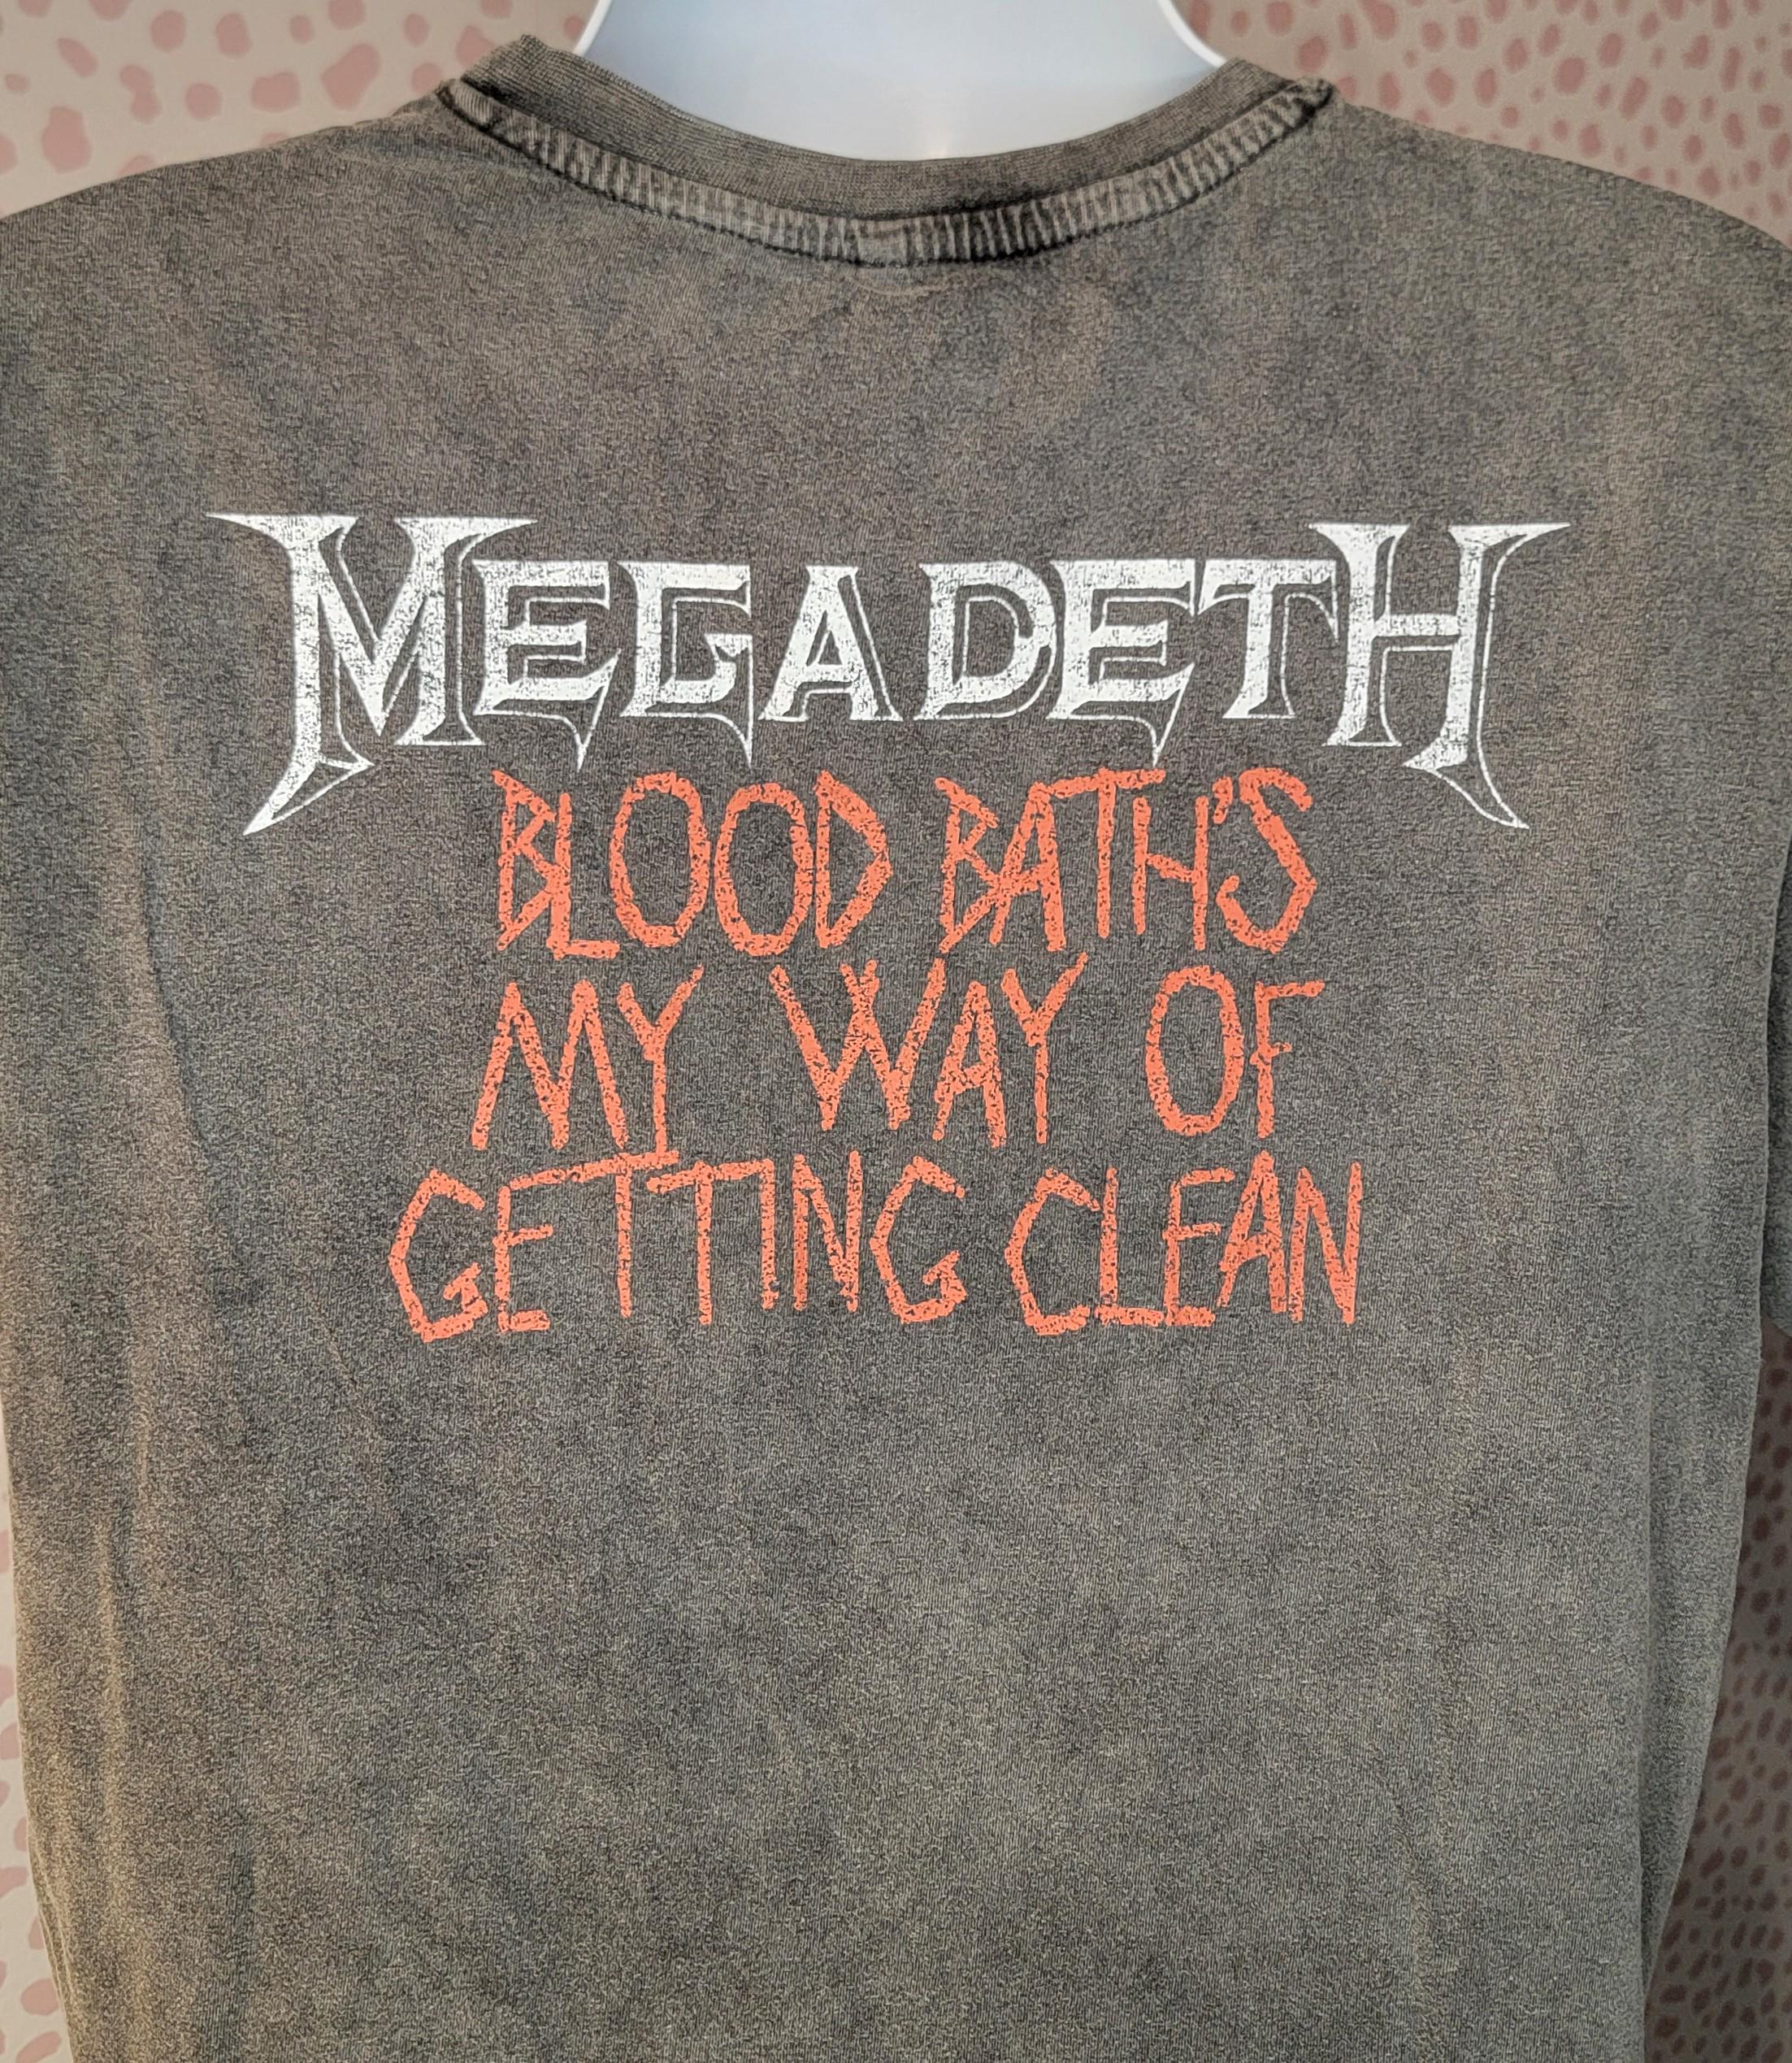 MEGADETH
BLOOD BATH'S
MY WAY OF
GETTING CLEAN